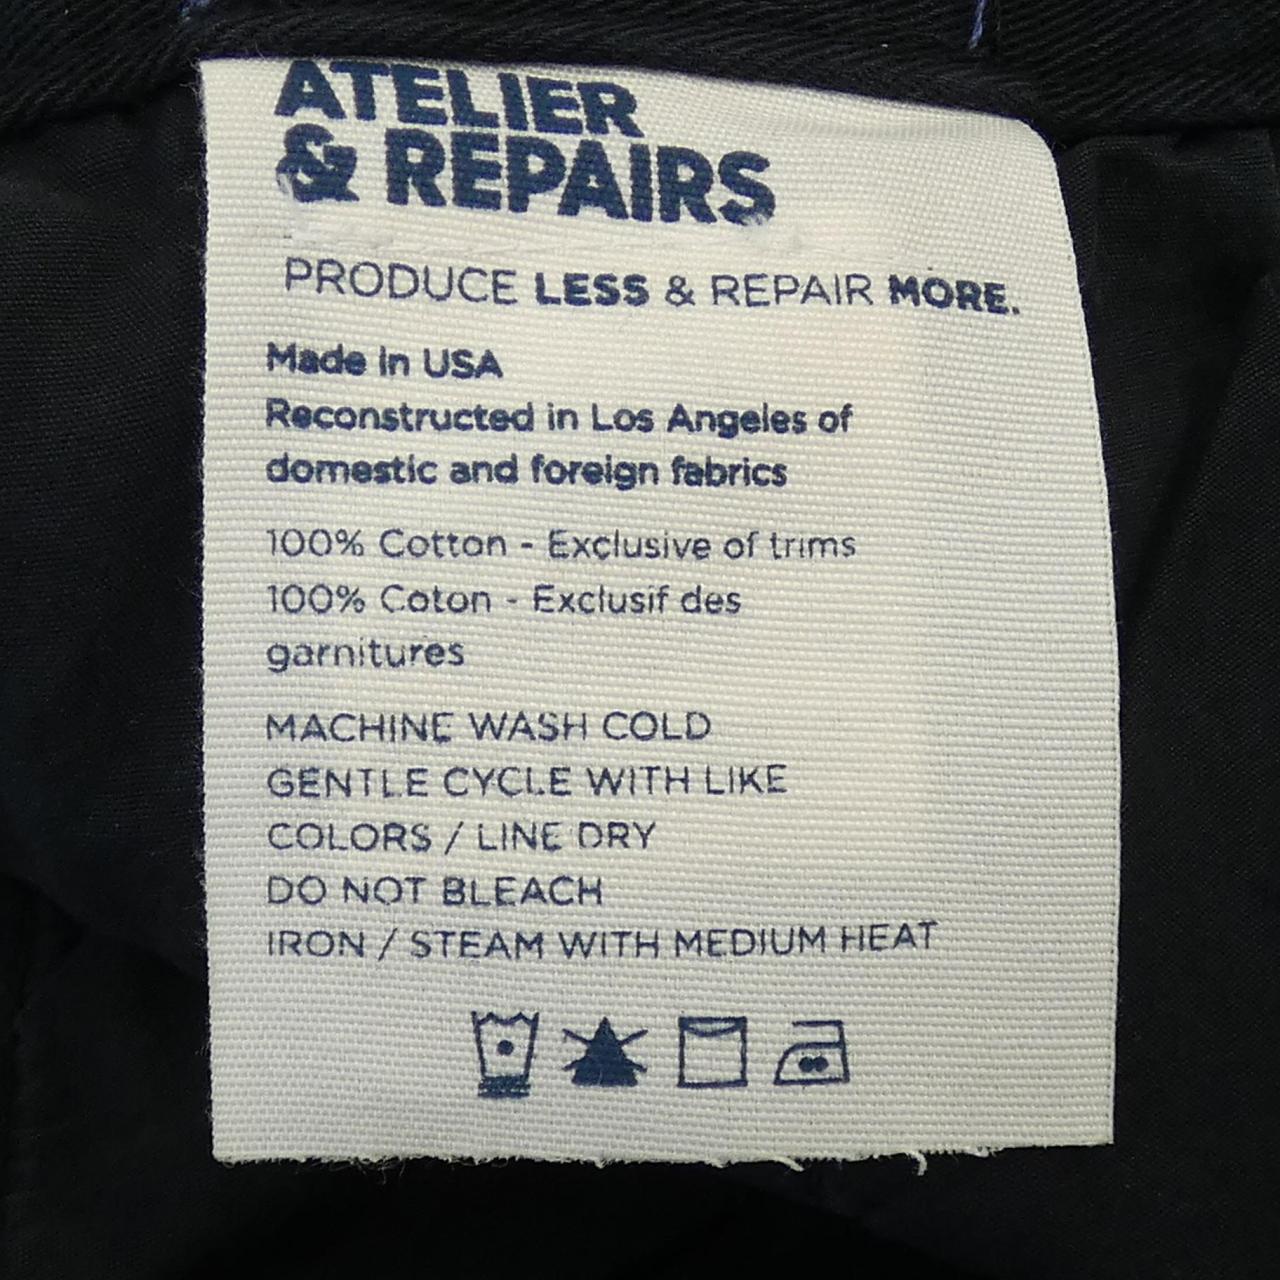 ATELIER
& REPAIRS
PRODUCE LESS & REPAIR MORE.
Made in USA
Reconstructed in Los Angeles of
domestic and foreign fabrics
100% Cotton - Exclusive of trims
100% Coton - Exclusif des
garnitures
MACHINE WASH COLD
GENTLE CYCLE WITH LIKE
COLORS / LINE DRY
DO NOT BLEACH
IRON / STEAM WITH MEDIUM HEAT